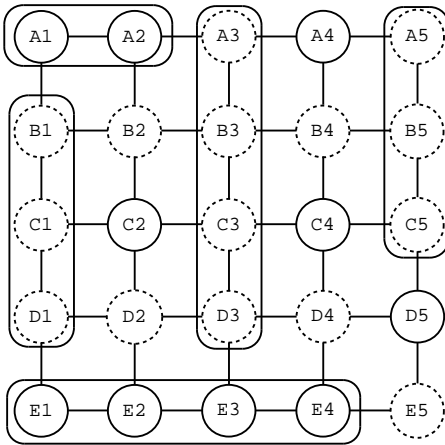 A1 A2 A3 A4 A5
B1 B2 B3 B4 B5
C1 C2 C3 C4 C5
D1 D2 D3 D4 D5
E1 E2 E3 E4 E5